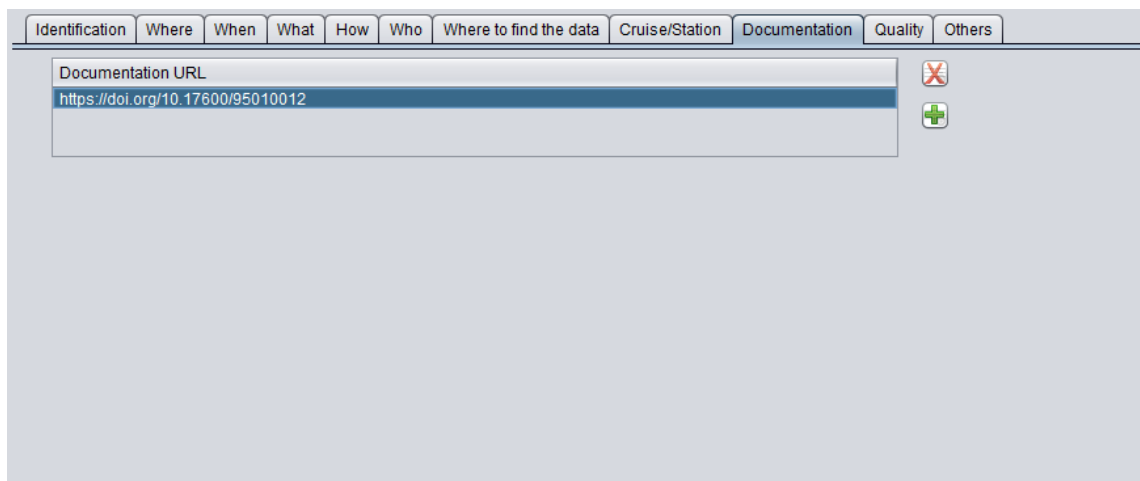 Identification Where When What How Who Where to find the data Cruise/Station Documentation Quality Others
Documentation URL
https://doi.org/10.17600/95010012